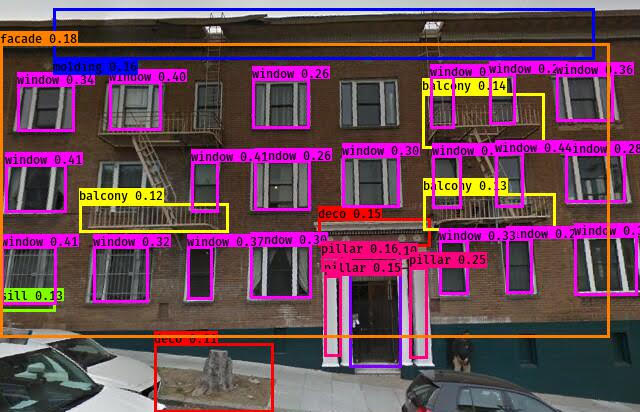 facade 0.18
molding 0.16
window 0.34
window 0.40
window 0.26
window 0
window 0.2
window 0.36
balcony 0.14
window 0.41
window 0.41
ndow 0.26
window 0.30
window 0
window 0.44
ndow 0.28
balcony 0.12
balcony 0.13
deco 0.15
window 0.41
window 0.32
window 0.37
ndow 0.30
pillar 0.16
pillar 0.15
pillar 0.25
window 0.33
ndow 0.2
window 0.3
sill 0.13
deco 0.11